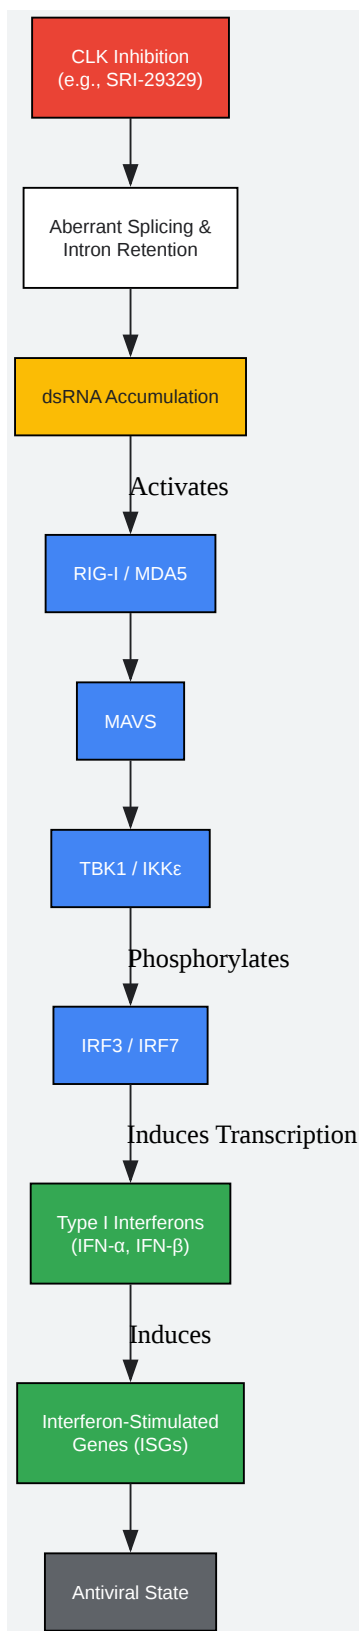 CLK Inhibition
(e.g., SRI-29329)
Aberrant Splicing &
Intron Retention
dsRNA Accumulation
Activates
RIG-I / MDA5
MAVS
TBK1 / IKKε
Phosphorylates
IRF3 / IRF7
Induces Transcription
Type I Interferons
(IFN-α, IFN-β)
Induces
Interferon-Stimulated
Genes (ISGs)
Antiviral State